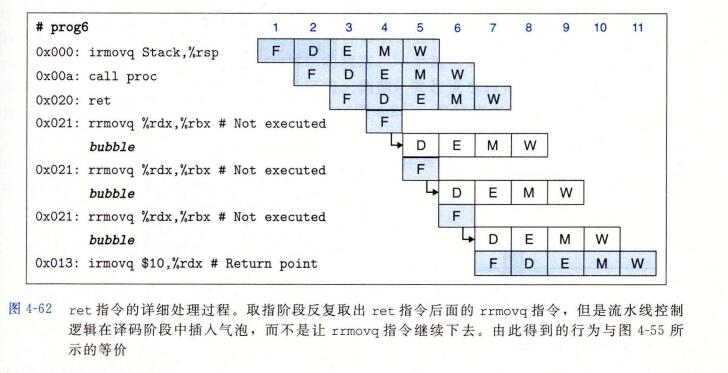 # prog6 1 2 3 4 5 6 7 8 9 10 11
0x000: irmovq Stack,%rsp F D E M W
0x00a: call proc F D E M W
0x020: ret F D E M W
0x021: rrmovq %rdx,%rbx # Not executed F
bubble D E M W
0x021: rrmovq %rdx,%rbx # Not executed F
bubble D E M W
0x021: rrmovq %rdx,%rbx # Not executed F
bubble D E M W
0x013: irmovq $10,%rdx # Return point F D E M W
图 4-62 ret 指令的详细处理过程。取指阶段反复取出 ret 指令后面的 rrmovq 指令，但是流水线控制
逻辑在译码阶段中插入气泡，而不是让 rrmovq 指令继续下去。由此得到的行为与图 4-55 所
示的等价